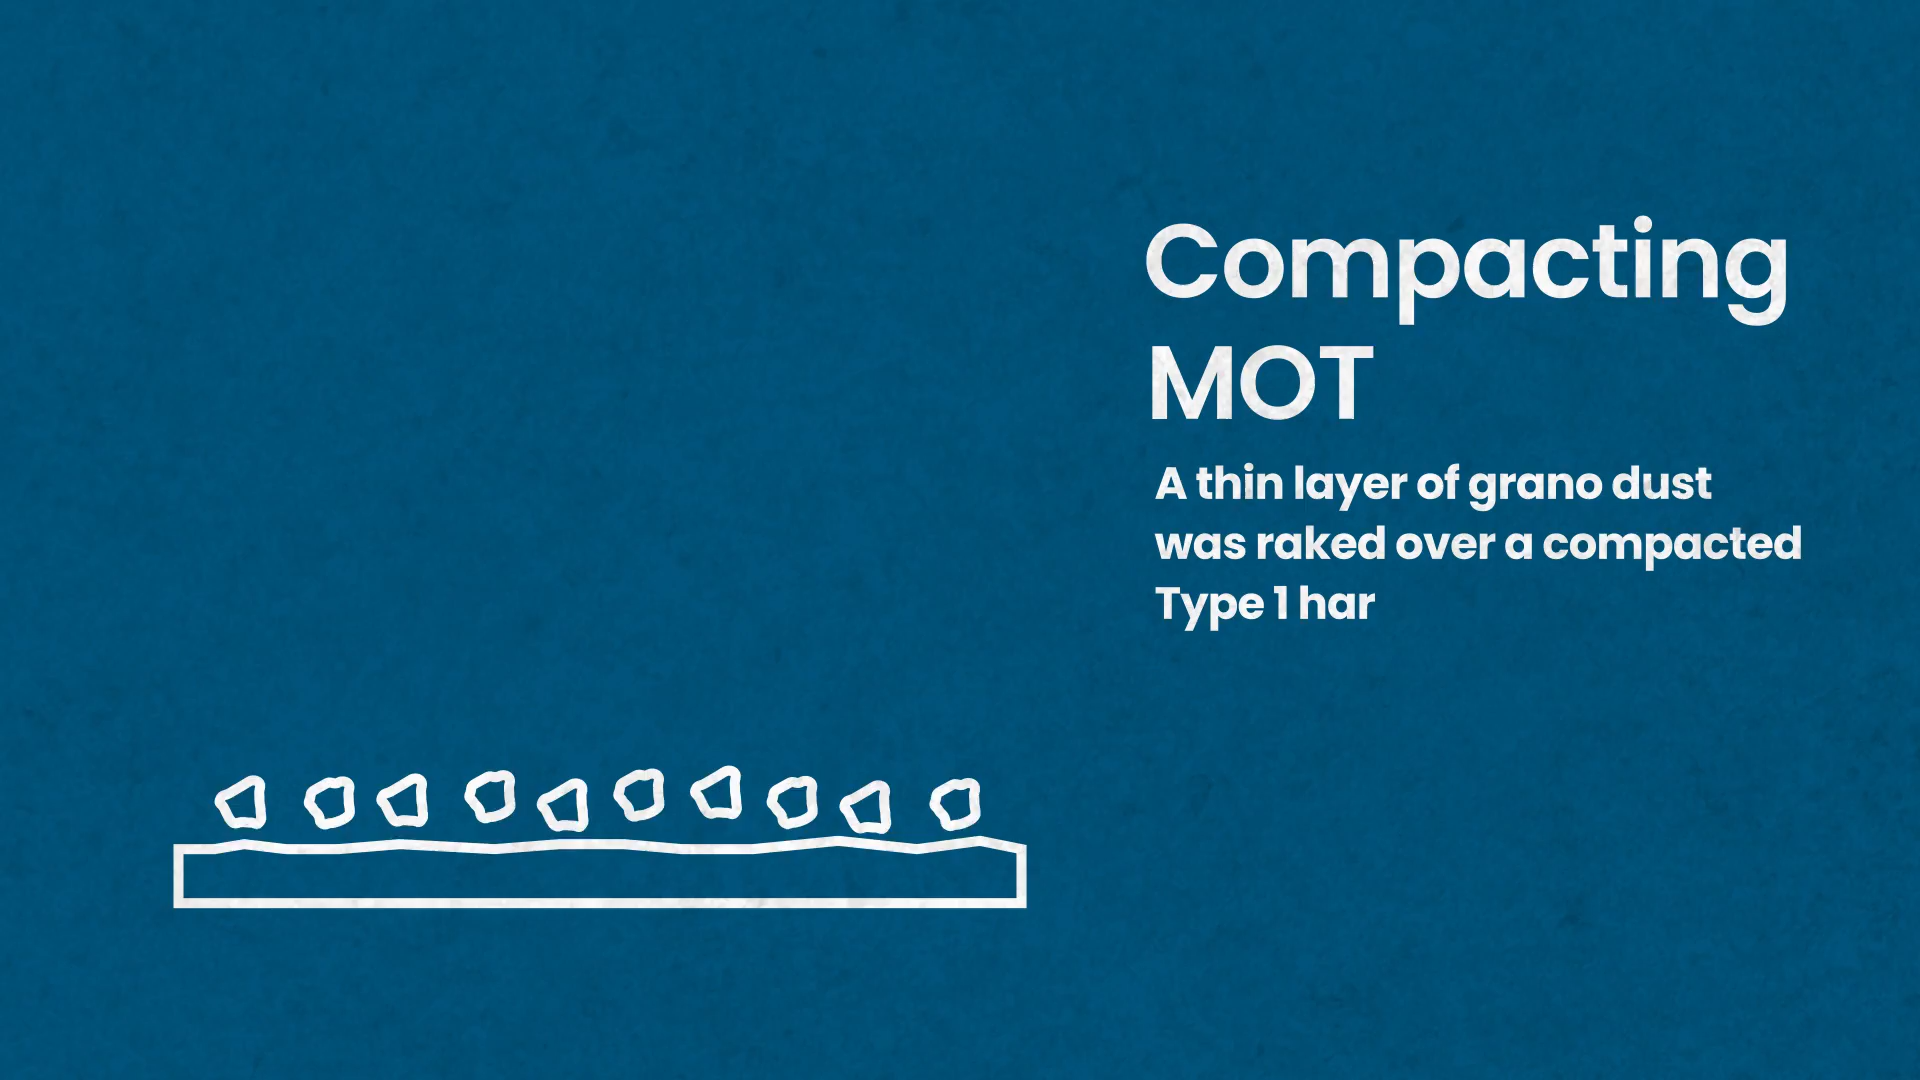 Compacting
MOT
A thin layer of grano dust
was raked over a compacted
Type 1 har